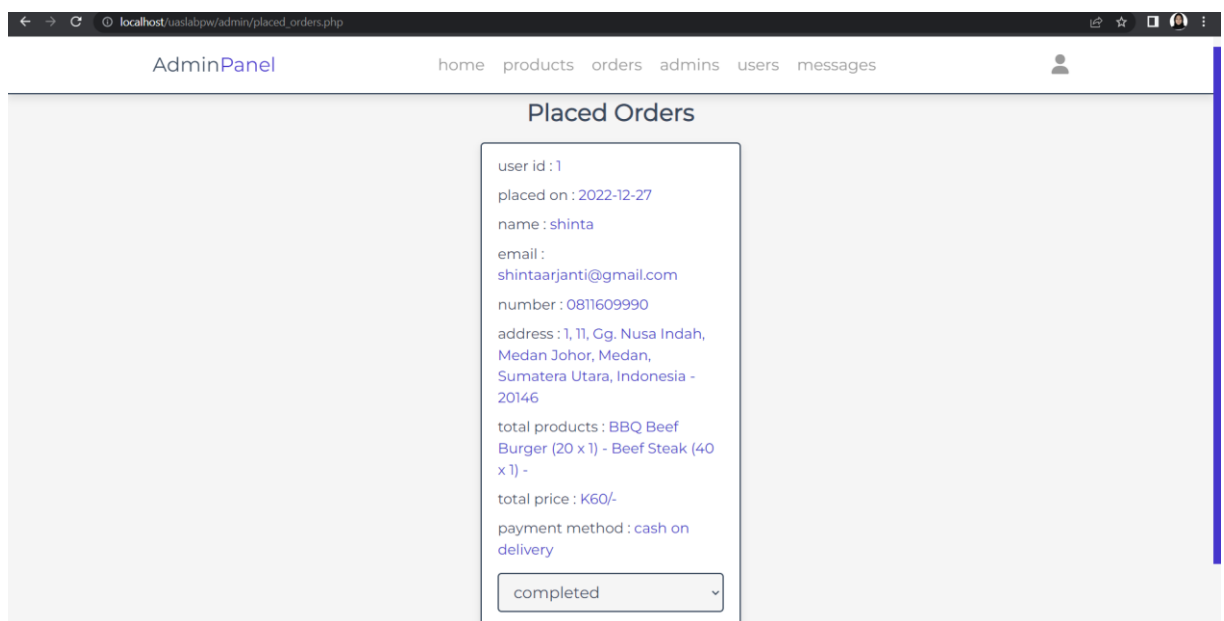 localhost/uaslabpw/admin/placed_orders.php
AdminPanel
home products orders admins users messages
Placed Orders
user id : 1
placed on : 2022-12-27
name : shinta
email :
shintaarjanti@gmail.com
number : 0811609990
address : 1, 11, Gg. Nusa Indah,
Medan Johor, Medan,
Sumatera Utara, Indonesia -
20146
total products : BBQ Beef
Burger (20 x 1) - Beef Steak (40
x 1) -
total price : K60/-
payment method : cash on
delivery
completed